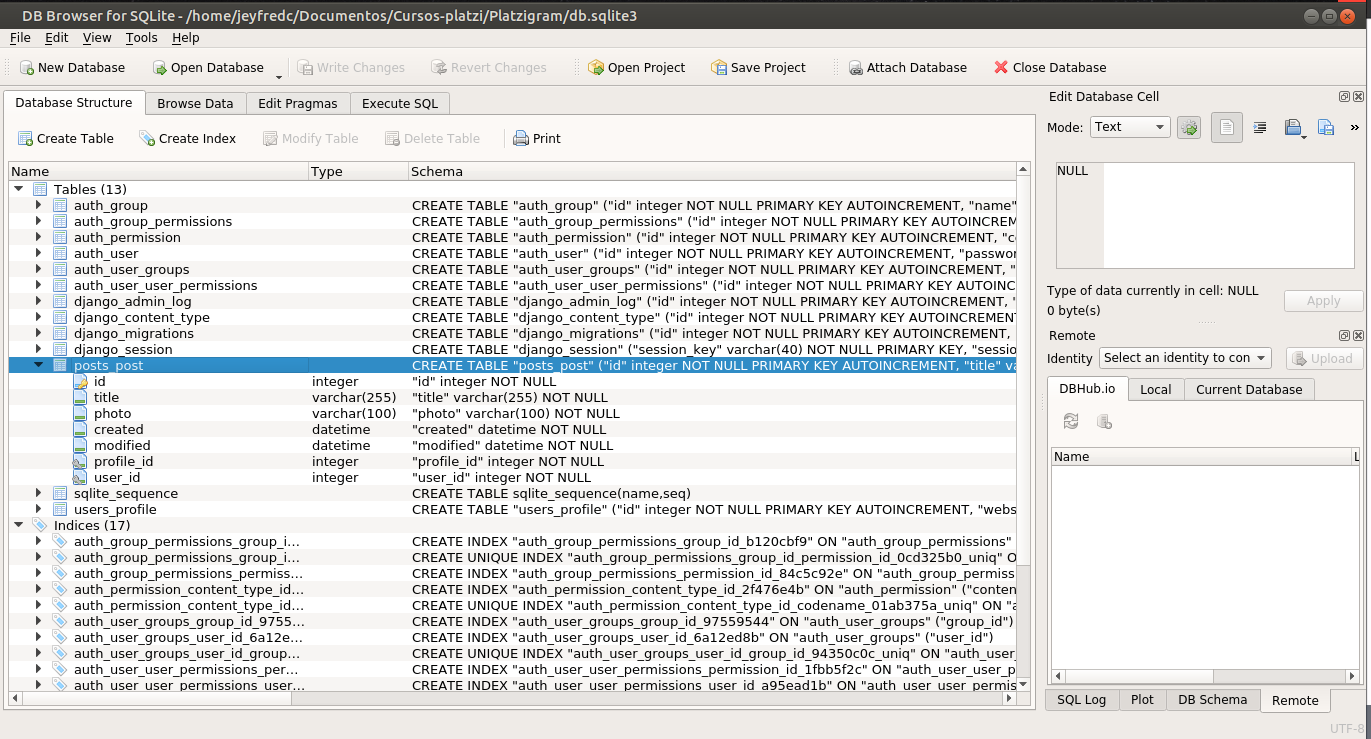 DB Browser for SQLite - /home/jeyfredc/Documentos/Cursos-platzi/Platzigram/db.sqlite3
File Edit View Tools Help
New Database Open Database Write Changes Revert Changes Open Project Save Project Attach Database Close Database
Database Structure Browse Data Edit Pragmas Execute SQL
Create Table Create Index Modify Table Delete Table Print
Name Type Schema
Tables (13)
auth_group CREATE TABLE "auth_group" ("id" integer NOT NULL PRIMARY KEY AUTOINCREMENT, "name"
auth_group_permissions CREATE TABLE "auth_group_permissions" ("id" integer NOT NULL PRIMARY KEY AUTOINCREM
auth_permission CREATE TABLE "auth_permission" ("id" integer NOT NULL PRIMARY KEY AUTOINCREMENT, "co
auth_user CREATE TABLE "auth_user" ("id" integer NOT NULL PRIMARY KEY AUTOINCREMENT, "passwor
auth_user_groups CREATE TABLE "auth_user_groups" ("id" integer NOT NULL PRIMARY KEY AUTOINCREMENT, "
auth_user_user_permissions CREATE TABLE "auth_user_user_permissions" ("id" integer NOT NULL PRIMARY KEY AUTOINC
django_admin_log CREATE TABLE "django_admin_log" ("id" integer NOT NULL PRIMARY KEY AUTOINCREMENT, "
django_content_type CREATE TABLE "django_content_type" ("id" integer NOT NULL PRIMARY KEY AUTOINCREMENT
django_migrations CREATE TABLE "django_migrations" ("id" integer NOT NULL PRIMARY KEY AUTOINCREMENT,
django_session CREATE TABLE "django_session" ("session_key" varchar(40) NOT NULL PRIMARY KEY, "sessio
posts_post CREATE TABLE "posts_post" ("id" integer NOT NULL PRIMARY KEY AUTOINCREMENT, "title" va
id integer "id" integer NOT NULL
title varchar(255) "title" varchar(255) NOT NULL
photo varchar(100) "photo" varchar(100) NOT NULL
created datetime "created" datetime NOT NULL
modified datetime "modified" datetime NOT NULL
profile_id integer "profile_id" integer NOT NULL
user_id integer "user_id" integer NOT NULL
sqlite_sequence CREATE TABLE sqlite_sequence(name,seq)
users_profile CREATE TABLE "users_profile" ("id" integer NOT NULL PRIMARY KEY AUTOINCREMENT, "webs
Indices (17)
auth_group_permissions_group_i... CREATE INDEX "auth_group_permissions_group_id_b120cbf9" ON "auth_group_permissions"
auth_group_permissions_group_i... CREATE UNIQUE INDEX "auth_group_permissions_group_id_permission_id_0cd325b0_uniq" O
auth_group_permissions_permiss... CREATE INDEX "auth_group_permissions_permission_id_84c5c92e" ON "auth_group_permiss
auth_permission_content_type_id... CREATE INDEX "auth_permission_content_type_id_2f476e4b" ON "auth_permission" ("conten
auth_permission_content_type_id... CREATE UNIQUE INDEX "auth_permission_content_type_id_codename_01ab375a_uniq" ON "a
auth_user_groups_group_id_9755... CREATE INDEX "auth_user_groups_group_id_97559544" ON "auth_user_groups" ("group_id")
auth_user_groups_user_id_6a12e... CREATE INDEX "auth_user_groups_user_id_6a12ed8b" ON "auth_user_groups" ("user_id")
auth_user_groups_user_id_group... CREATE UNIQUE INDEX "auth_user_groups_user_id_group_id_94350c0c_uniq" ON "auth_user_
auth_user_user_permissions_per... CREATE INDEX "auth_user_user_permissions_permission_id_1fbb5f2c" ON "auth_user_user_p
auth_user_user_permissions_user... CREATE INDEX "auth_user_user_permissions_user_id_a95ead1b" ON "auth_user_user_permis
Edit Database Cell
Mode: Text »
NULL
Type of data currently in cell: NULL
0 byte(s)
Apply
Remote
Identity Select an identity to con Upload
DBHub.io Local Current Database
Name L
SQL Log Plot DB Schema Remote
UTF-8